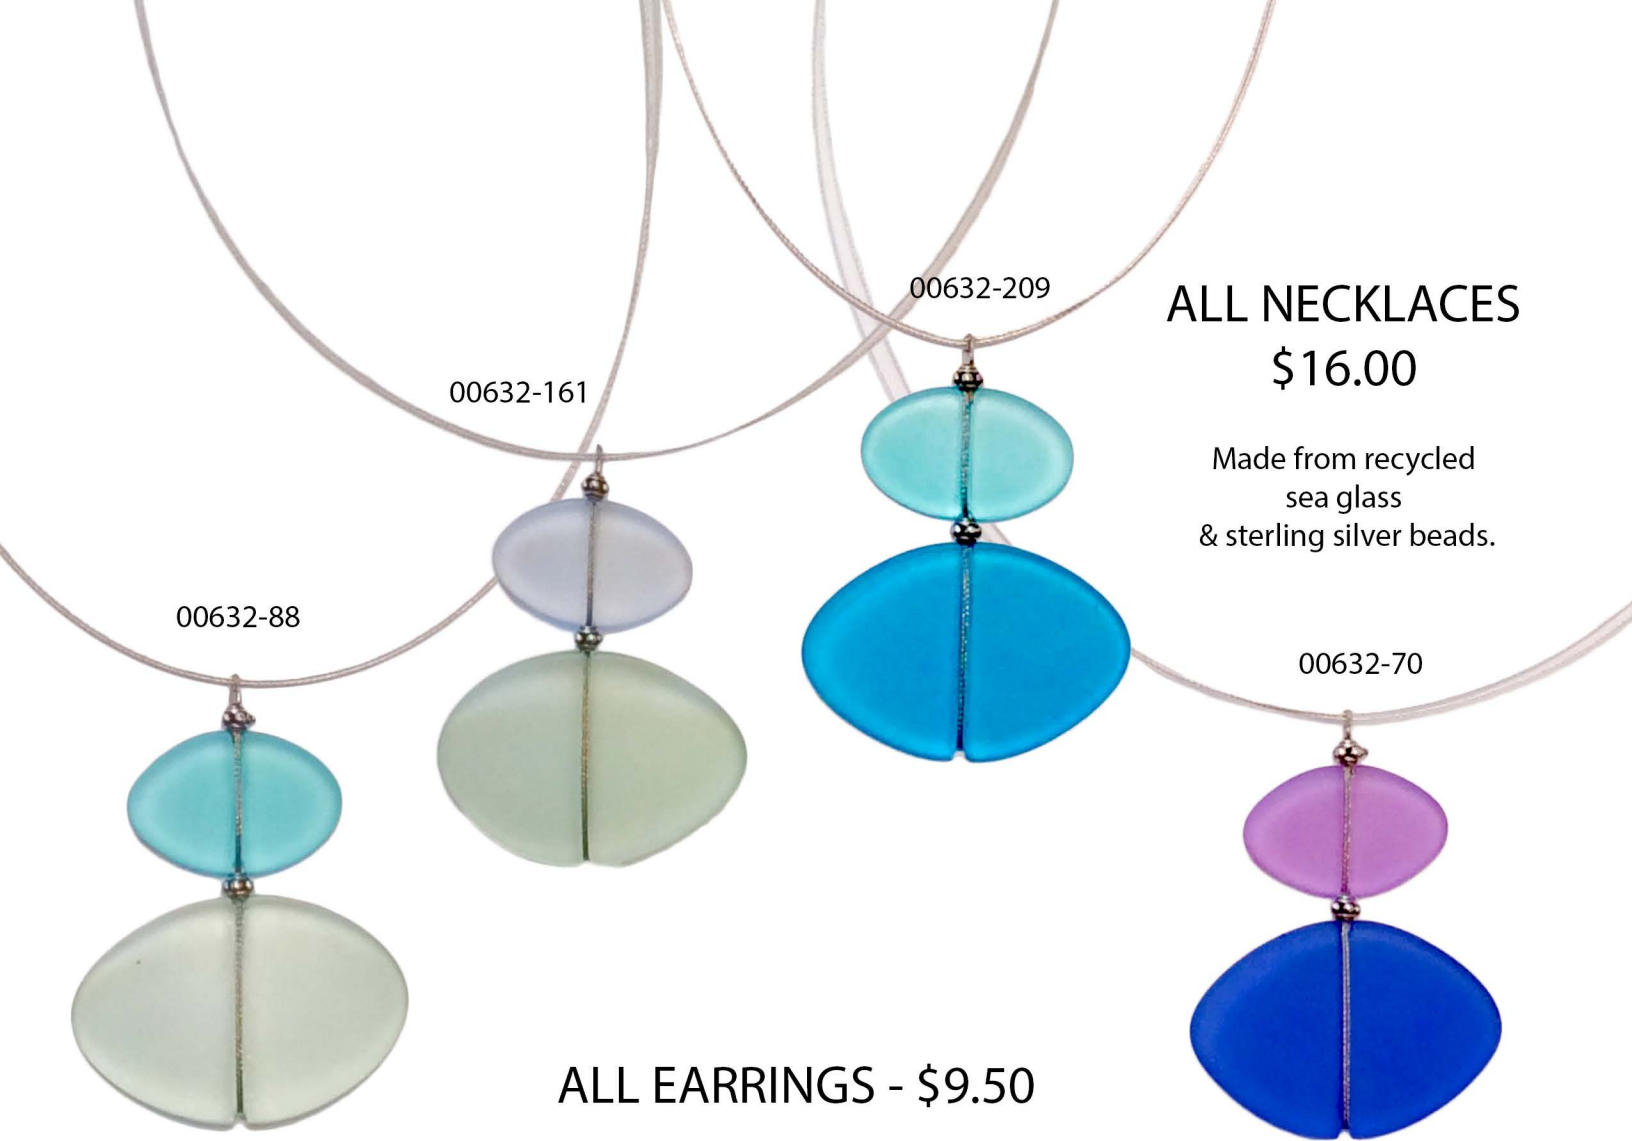 00632-209
ALL NECKLACES
$16.00
00632-161
Made from recycled
sea glass
& sterling silver beads.
00632-88
00632-70
ALL EARRINGS - $9.50